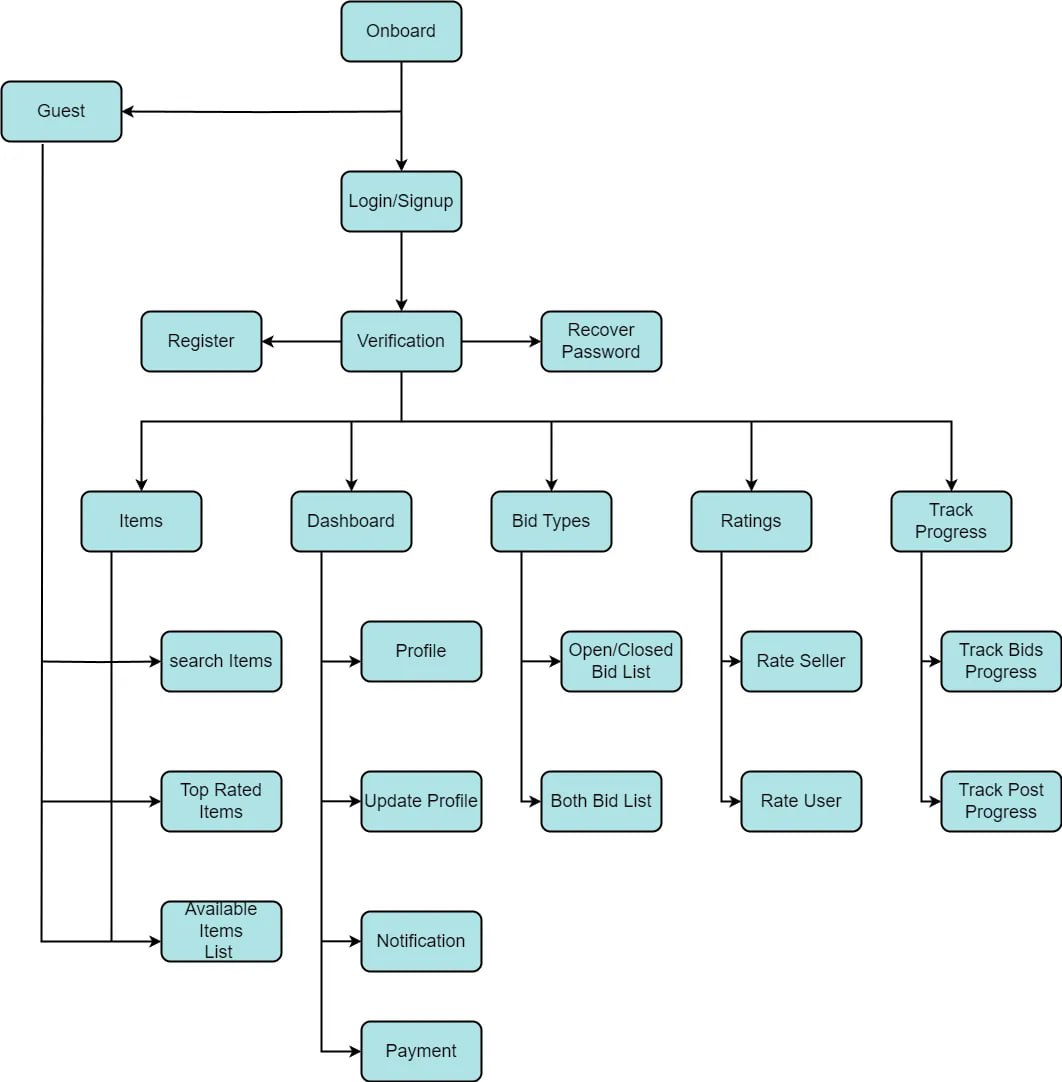 Onboard
Guest
Login/Signup
Register
Verification
Recover
Password
Items
Dashboard
Bid Types
Ratings
Track
Progress
search Items
Profile
Open/Closed
Bid List
Rate Seller
Track Bids
Progress
Top Rated
Items
Update Profile
Both Bid List
Rate User
Track Post
Progress
Available
Items
List
Notification
Payment